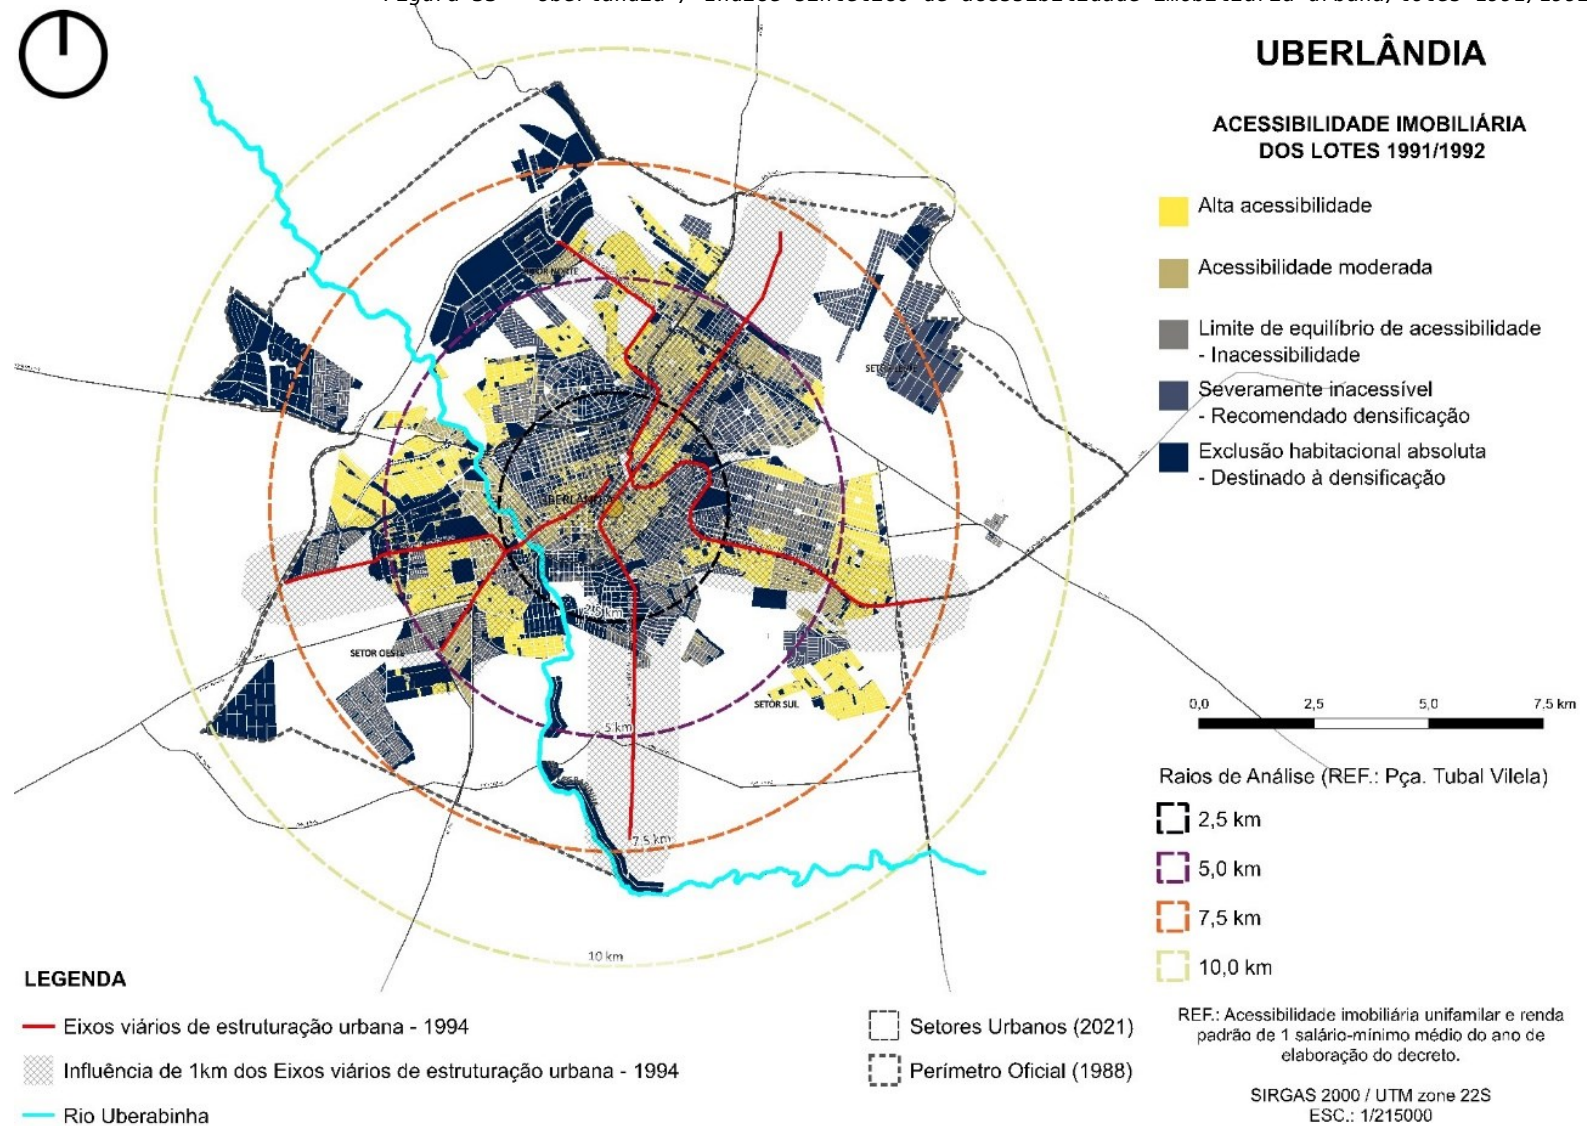 UBERLÂNDIA
ACESSIBILIDADE IMOBILIÁRIA
DOS LOTES 1991/1992
Alta acessibilidade
Acessibilidade moderada
Limite de equilíbrio de acessibilidade
- Inacessibilidade
Severamente inacessível
- Recomendado densificação
Exclusão habitacional absoluta
- Destinado à densificação
SETOR OESTE
SETOR SUL
2,5 km
5 km
7,5 km
10 km
0,0 2,5 5,0 7,5 km
Raios de Análise (REF.: Pça. Tubal Vilela)
2,5 km
5,0 km
7,5 km
10,0 km
LEGENDA
Eixos viários de estruturação urbana - 1994
Influência de 1km dos Eixos viários de estruturação urbana - 1994
Rio Uberabinha
Setores Urbanos (2021)
Perímetro Oficial (1988)
REF.: Acessibilidade imobiliária unifamilar e renda
padrão de 1 salário-mínimo médio do ano de
elaboração do decreto.
SIRGAS 2000 / UTM zone 22S
ESC.: 1/215000